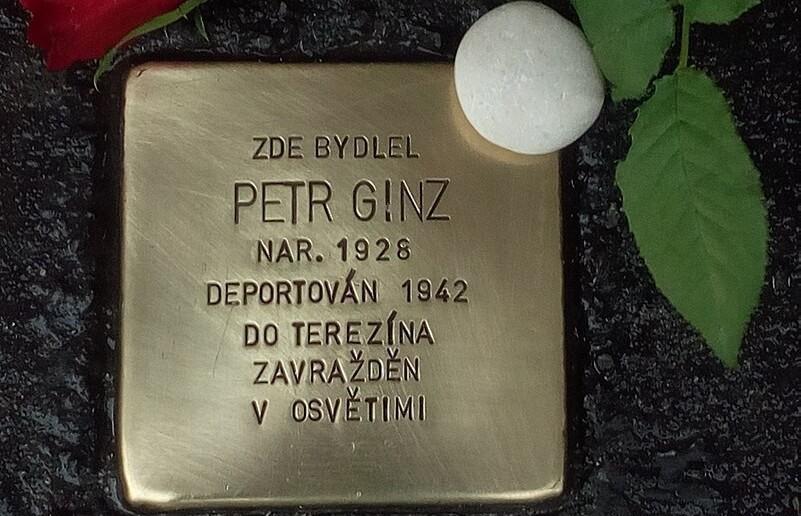 ZDE BYDLEL
PETR GINZ
NAR. 1928
DEPORTOVÁN 1942
DO TEREZÍNA
ZAVRAŽDĚN
V OSVĚTIMI